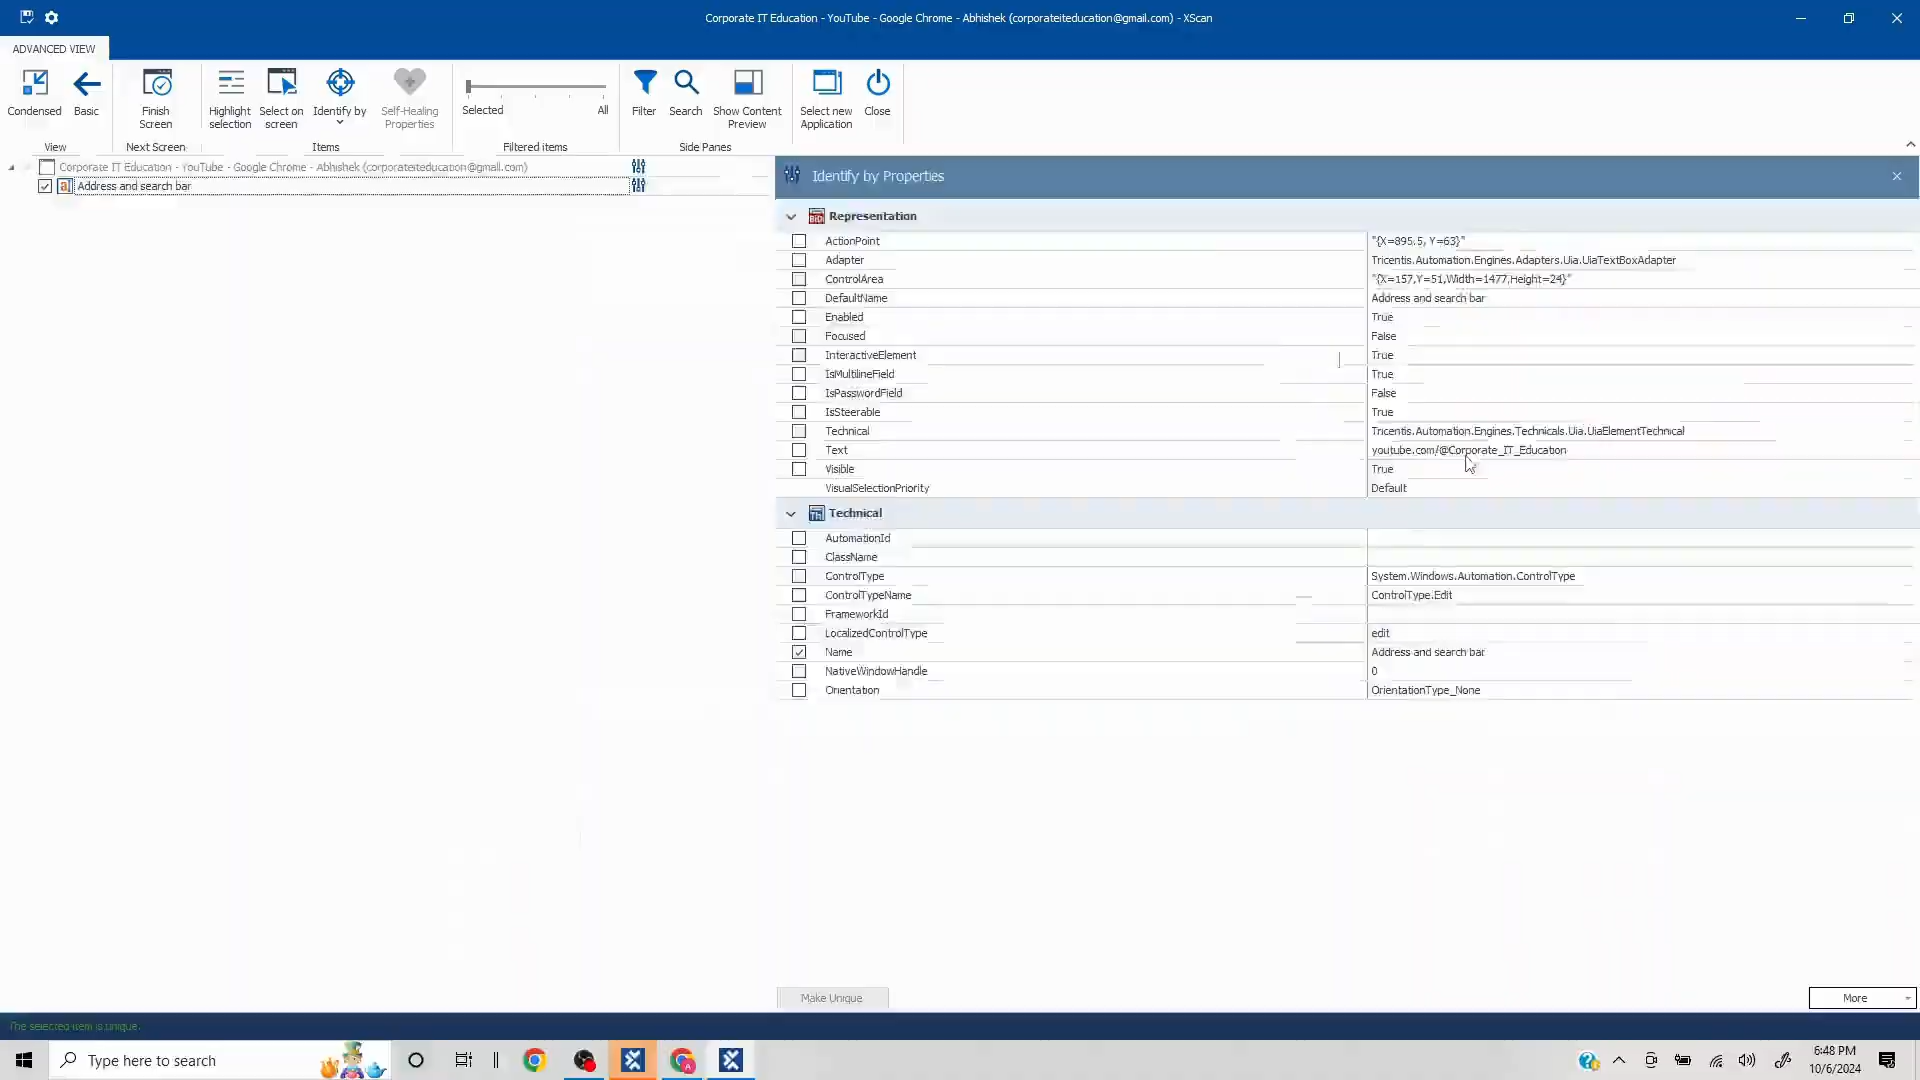 Corporate IT Education - YouTube - Google Chrome - Abhishek (corporateiteducation@gmail.com) - XScan
ADVANCED VIEW
Condensed
Basic
Finish Screen
Highlight selection
Select on screen
Identify by
Self-Healing Properties
Selected
All
Filter
Search
Show Content Preview
Select new Application
Close
View
Next Screen
Items
Filtered items
Side Panes
Corporate IT Education - YouTube - Google Chrome - Abhishek (corporateiteducation@gmail.com)
Address and search bar
Identify by Properties
Representation
ActionPoint "{X=895.5, Y=63}"
Adapter Tricentis.Automation.Engines.Adapters.Uia.UiaTextBoxAdapter
ControlArea "{X=157,Y=51,Width=1477,Height=24}"
DefaultName Address and search bar
Enabled True
Focused False
InteractiveElement True
IsMultilineField True
IsPasswordField False
IsSteerable True
Technical Tricentis.Automation.Engines.Technicals.Uia.UiaElementTechnical
Text youtube.com/@Corporate_IT_Education
Visible True
VisualSelectionPriority Default
Technical
AutomationId
ClassName
ControlType System.Windows.Automation.ControlType
ControlTypeName ControlType.Edit
FrameworkId
LocalizedControlType edit
Name Address and search bar
NativeWindowHandle 0
Orientation OrientationType_None
Make Unique
More
The selected item is unique.
Type here to search
6:48 PM
10/6/2024